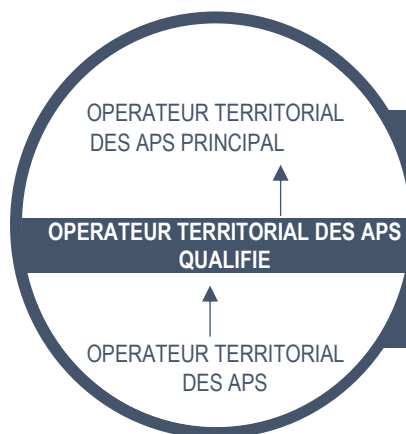 OPERATEUR TERRITORIAL
DES APS PRINCIPAL
OPERATEUR TERRITORIAL DES APS
QUALIFIE
OPERATEUR TERRITORIAL
DES APS